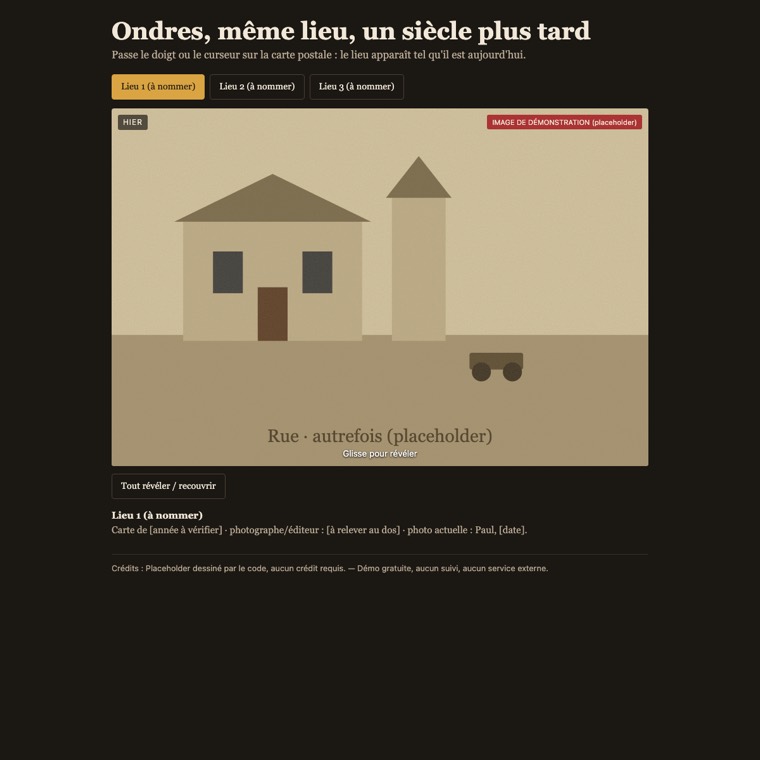 Ondres, même lieu, un siècle plus tard
Passe le doigt ou le curseur sur la carte postale : le lieu apparaît tel qu'il est aujourd'hui.
Lieu 1 (à nommer)
Lieu 2 (à nommer)
Lieu 3 (à nommer)
HIER
IMAGE DE DÉMONSTRATION (placeholder)
Rue · autrefois (placeholder)
Glisse pour révéler
Tout révéler / recouvrir
Lieu 1 (à nommer)
Carte de [année à vérifier] · photographe/éditeur : [à relever au dos] · photo actuelle : Paul, [date].
Crédits : Placeholder dessiné par le code, aucun crédit requis. — Démo gratuite, aucun suivi, aucun service externe.